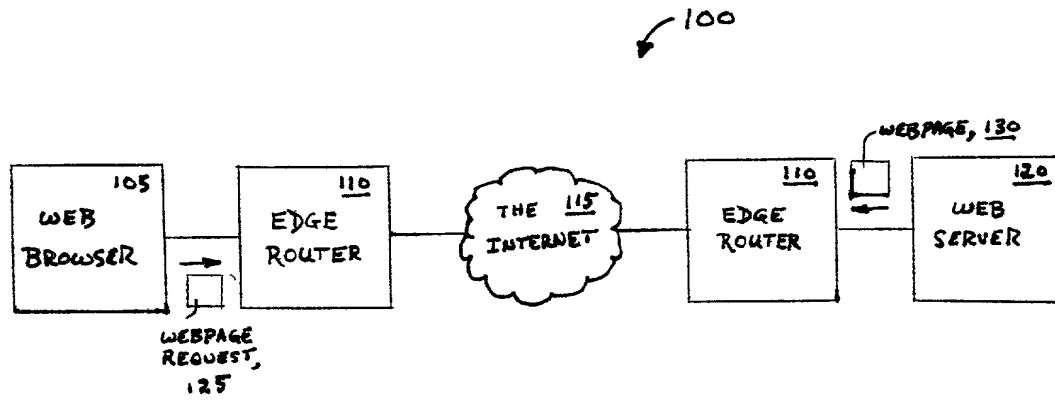 100
WEBPAGE, 130
105
WEB
BROWSER
110
EDGE
ROUTER
THE 115
INTERNET
110
EDGE
ROUTER
120
WEB
SERVER
WEBPAGE
REQUEST,
125